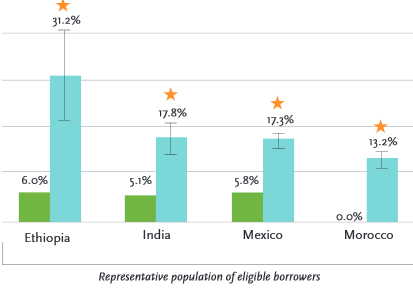 31.2%
17.8%
17.3%
13.2%
6.0%
5.1%
5.8%
0.0%
Ethiopia
India
Mexico
Morocco
Representative population of eligible borrowers